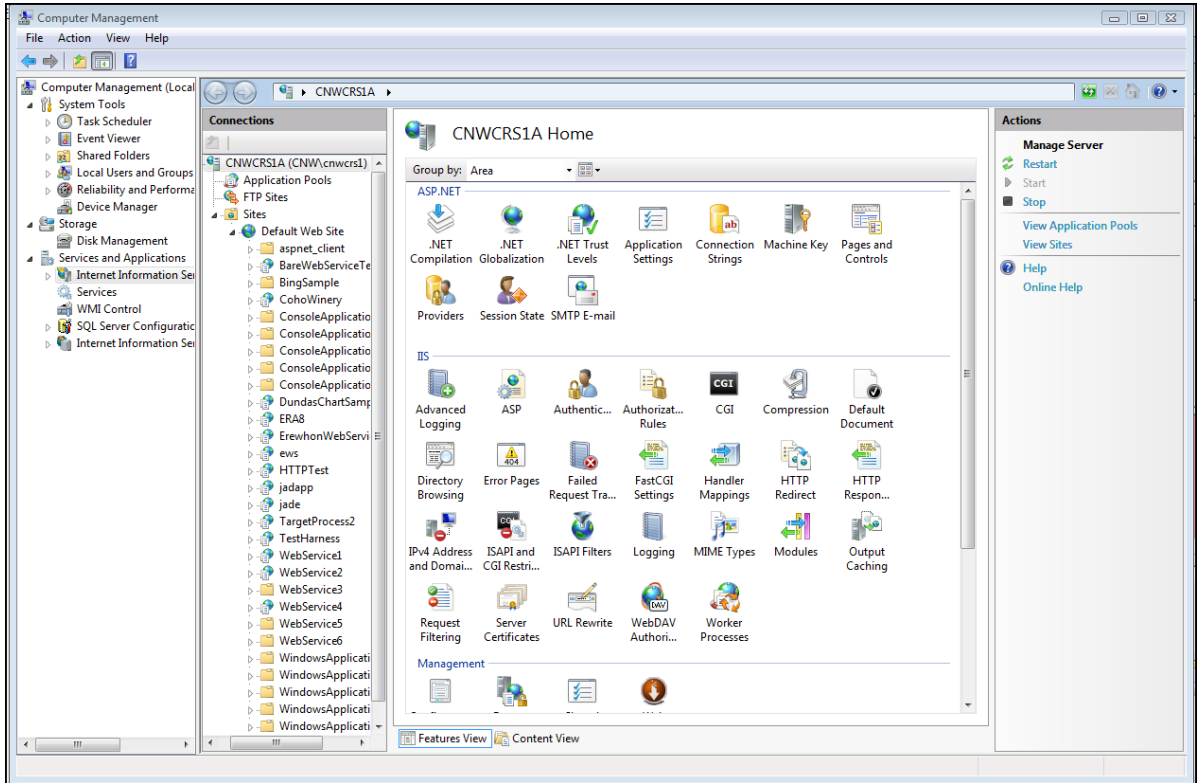 Computer Management
File Action View Help
Computer Management (Local
System Tools
Task Scheduler
Event Viewer
Shared Folders
Local Users and Groups
Reliability and Performa
Device Manager
Storage
Disk Management
Services and Applications
Internet Information Ser
Services
WMI Control
SQL Server Configuratic
Internet Information Ser
CNWCRS1A
Connections
CNWCRS1A (CNW\cnwcrs1)
Application Pools
FTP Sites
Sites
Default Web Site
aspnet_client
BareWebServiceTe
BingSample
CohoWinery
ConsoleApplicatio
ConsoleApplicatio
ConsoleApplicatio
ConsoleApplicatio
ConsoleApplicatio
DundasChartSamp
ERA8
ErewhonWebServi
ews
HTTPTest
jadapp
jade
TargetProcess2
TestHarness
WebService1
WebService2
WebService3
WebService4
WebService5
WebService6
WindowsApplicati
WindowsApplicati
WindowsApplicati
WindowsApplicati
WindowsApplicati
CNWCRS1A Home
Group by: Area
ASP.NET
.NET Compilation
.NET Globalization
.NET Trust Levels
Application Settings
Connection Strings
ab
Machine Key
Pages and Controls
Providers
Session State
SMTP E-mail
IIS
Advanced Logging
ASP
Authentic...
Authorizat... Rules
CGI
CGI
Compression
Default Document
Directory Browsing
404
Error Pages
Failed Request Tra...
FastCGI Settings
Handler Mappings
HTTP Redirect
HTTP Respon...
IPv4 Address and Domai...
ISAPI and CGI Restri...
ISAPI Filters
Logging
MIME Types
Modules
Output Caching
Request Filtering
Server Certificates
URL Rewrite
DAV
WebDAV Authori...
Worker Processes
Management
Features View
Content View
Actions
Manage Server
Restart
Start
Stop
View Application Pools
View Sites
Help
Online Help